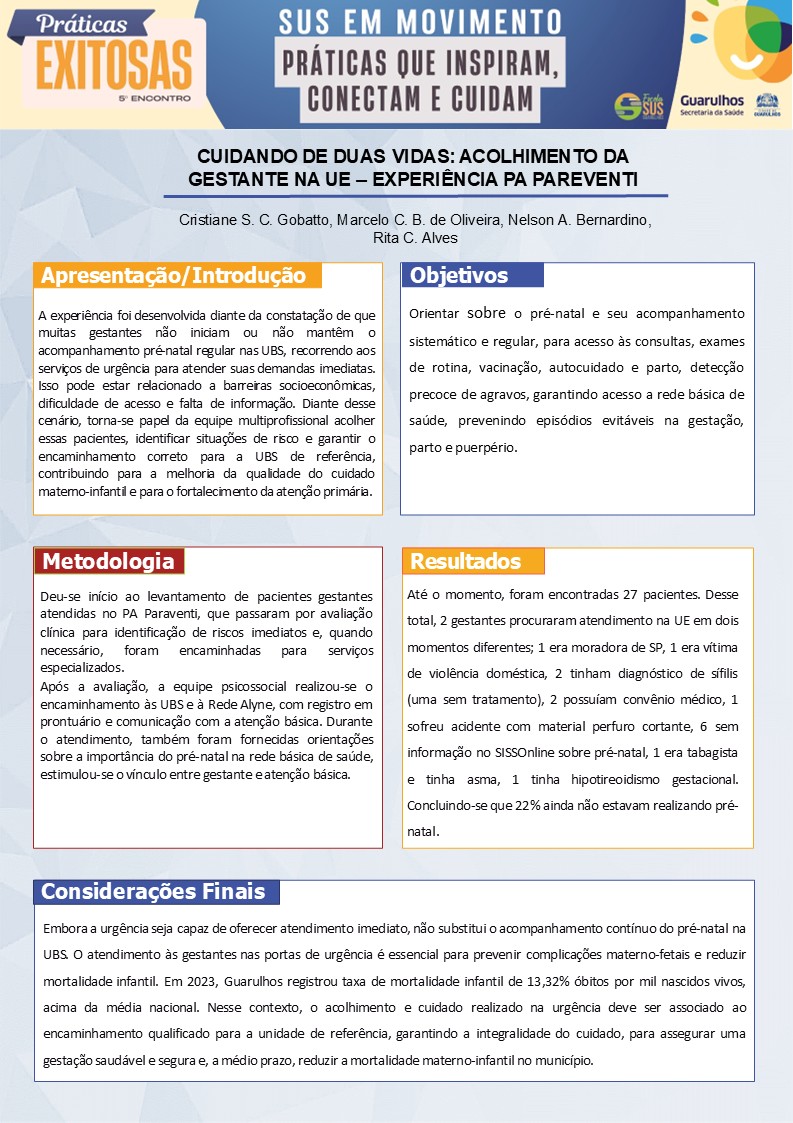 Práticas
EXITOSAS
5º ENCONTRO
SUS EM MOVIMENTO
PRÁTICAS QUE INSPIRAM,
CONECTAM E CUIDAM
Escola
SUS
Guarulhos
Secretaria da Saúde
GUARULHOS
CUIDANDO DE DUAS VIDAS: ACOLHIMENTO DA
GESTANTE NA UE – EXPERIÊNCIA PA PAREVENTI
Cristiane S. C. Gobatto, Marcelo C. B. de Oliveira, Nelson A. Bernardino,
Rita C. Alves
Apresentação/Introdução
A experiência foi desenvolvida diante da constatação de que
muitas gestantes não iniciam ou não mantêm o
acompanhamento pré-natal regular nas UBS, recorrendo aos
serviços de urgência para atender suas demandas imediatas.
Isso pode estar relacionado a barreiras socioeconômicas,
dificuldade de acesso e falta de informação. Diante desse
cenário, torna-se papel da equipe multiprofissional acolher
essas pacientes, identificar situações de risco e garantir o
encaminhamento correto para a UBS de referência,
contribuindo para a melhoria da qualidade do cuidado
materno-infantil e para o fortalecimento da atenção primária.
Objetivos
Orientar sobre o pré-natal e seu acompanhamento
sistemático e regular, para acesso às consultas, exames
de rotina, vacinação, autocuidado e parto, detecção
precoce de agravos, garantindo acesso a rede básica de
saúde, prevenindo episódios evitáveis na gestação,
parto e puerpério.
Metodologia
Deu-se início ao levantamento de pacientes gestantes
atendidas no PA Paraventi, que passaram por avaliação
clínica para identificação de riscos imediatos e, quando
necessário, foram encaminhadas para serviços
especializados.
Após a avaliação, a equipe psicossocial realizou-se o
encaminhamento às UBS e à Rede Alyne, com registro em
prontuário e comunicação com a atenção básica. Durante
o atendimento, também foram fornecidas orientações
sobre a importância do pré-natal na rede básica de saúde,
estimulou-se o vínculo entre gestante e atenção básica.
Resultados
Até o momento, foram encontradas 27 pacientes. Desse
total, 2 gestantes procuraram atendimento na UE em dois
momentos diferentes; 1 era moradora de SP, 1 era vítima
de violência doméstica, 2 tinham diagnóstico de sífilis
(uma sem tratamento), 2 possuíam convênio médico, 1
sofreu acidente com material perfuro cortante, 6 sem
informação no SISSOnline sobre pré-natal, 1 era tabagista
e tinha asma, 1 tinha hipotireoidismo gestacional.
Concluindo-se que 22% ainda não estavam realizando pré-
natal.
Considerações Finais
Embora a urgência seja capaz de oferecer atendimento imediato, não substitui o acompanhamento contínuo do pré-natal na
UBS. O atendimento às gestantes nas portas de urgência é essencial para prevenir complicações materno-fetais e reduzir
mortalidade infantil. Em 2023, Guarulhos registrou taxa de mortalidade infantil de 13,32% óbitos por mil nascidos vivos,
acima da média nacional. Nesse contexto, o acolhimento e cuidado realizado na urgência deve ser associado ao
encaminhamento qualificado para a unidade de referência, garantindo a integralidade do cuidado, para assegurar uma
gestação saudável e segura e, a médio prazo, reduzir a mortalidade materno-infantil no município.